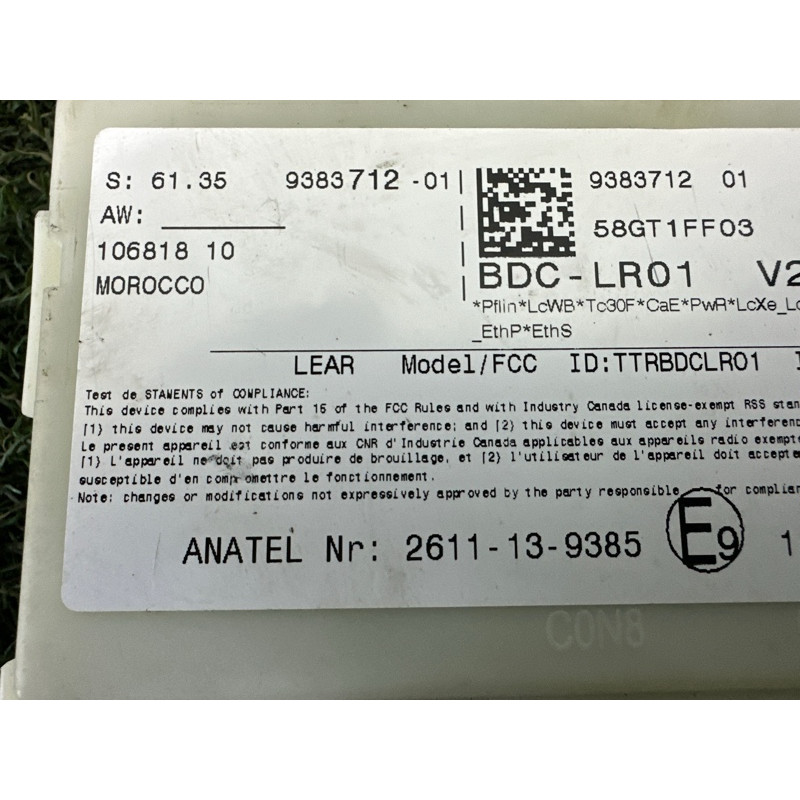 S: 61.35 9383712 -01| 9383712 01
AW: ________
58GT1FF03
106818 10
MOROCCO
BDC-LR01 V2
*Pflin*LcWB*Tc30F*CaE*PwR*LcXe_Lc
_EthP*EthS
LEAR Model/FCC ID:TTRBDCLR01
Test de STAMENTS of COMPLIANCE:
This device complies with Part 15 of the FCC Rules and with Industry Canada license-exempt RSS stan
[1) this device may not cause harmful interference; and [2) this device must accept any interferenc
Le present appareil est conforme aux CNR d'Industrie Canada applicables aux appareils radio exempte
[1) L'appareil ne doit pas produire de brouillage, et [2) l'utilisateur de l'appareil doit accepte
susceptible d'en compromettre le fonctionnement.
Note: changes or modifications not expressively approved by the party responsible for complian
ANATEL Nr: 2611-13-9385 E9 1
CON8